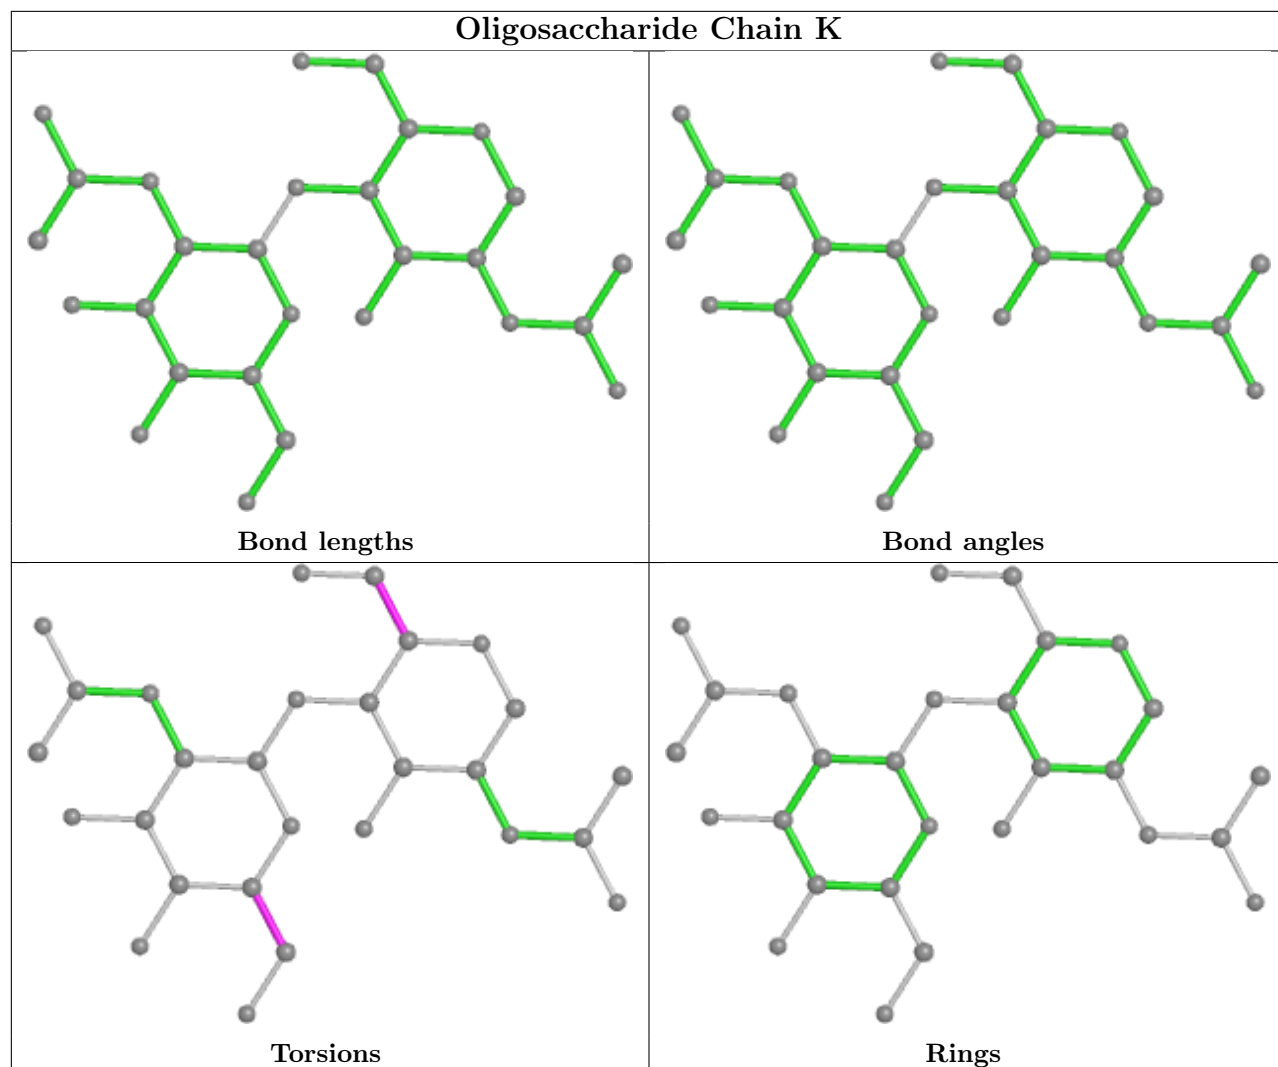 Oligosaccharide Chain K
Bond lengths
Bond angles
Torsions
Rings